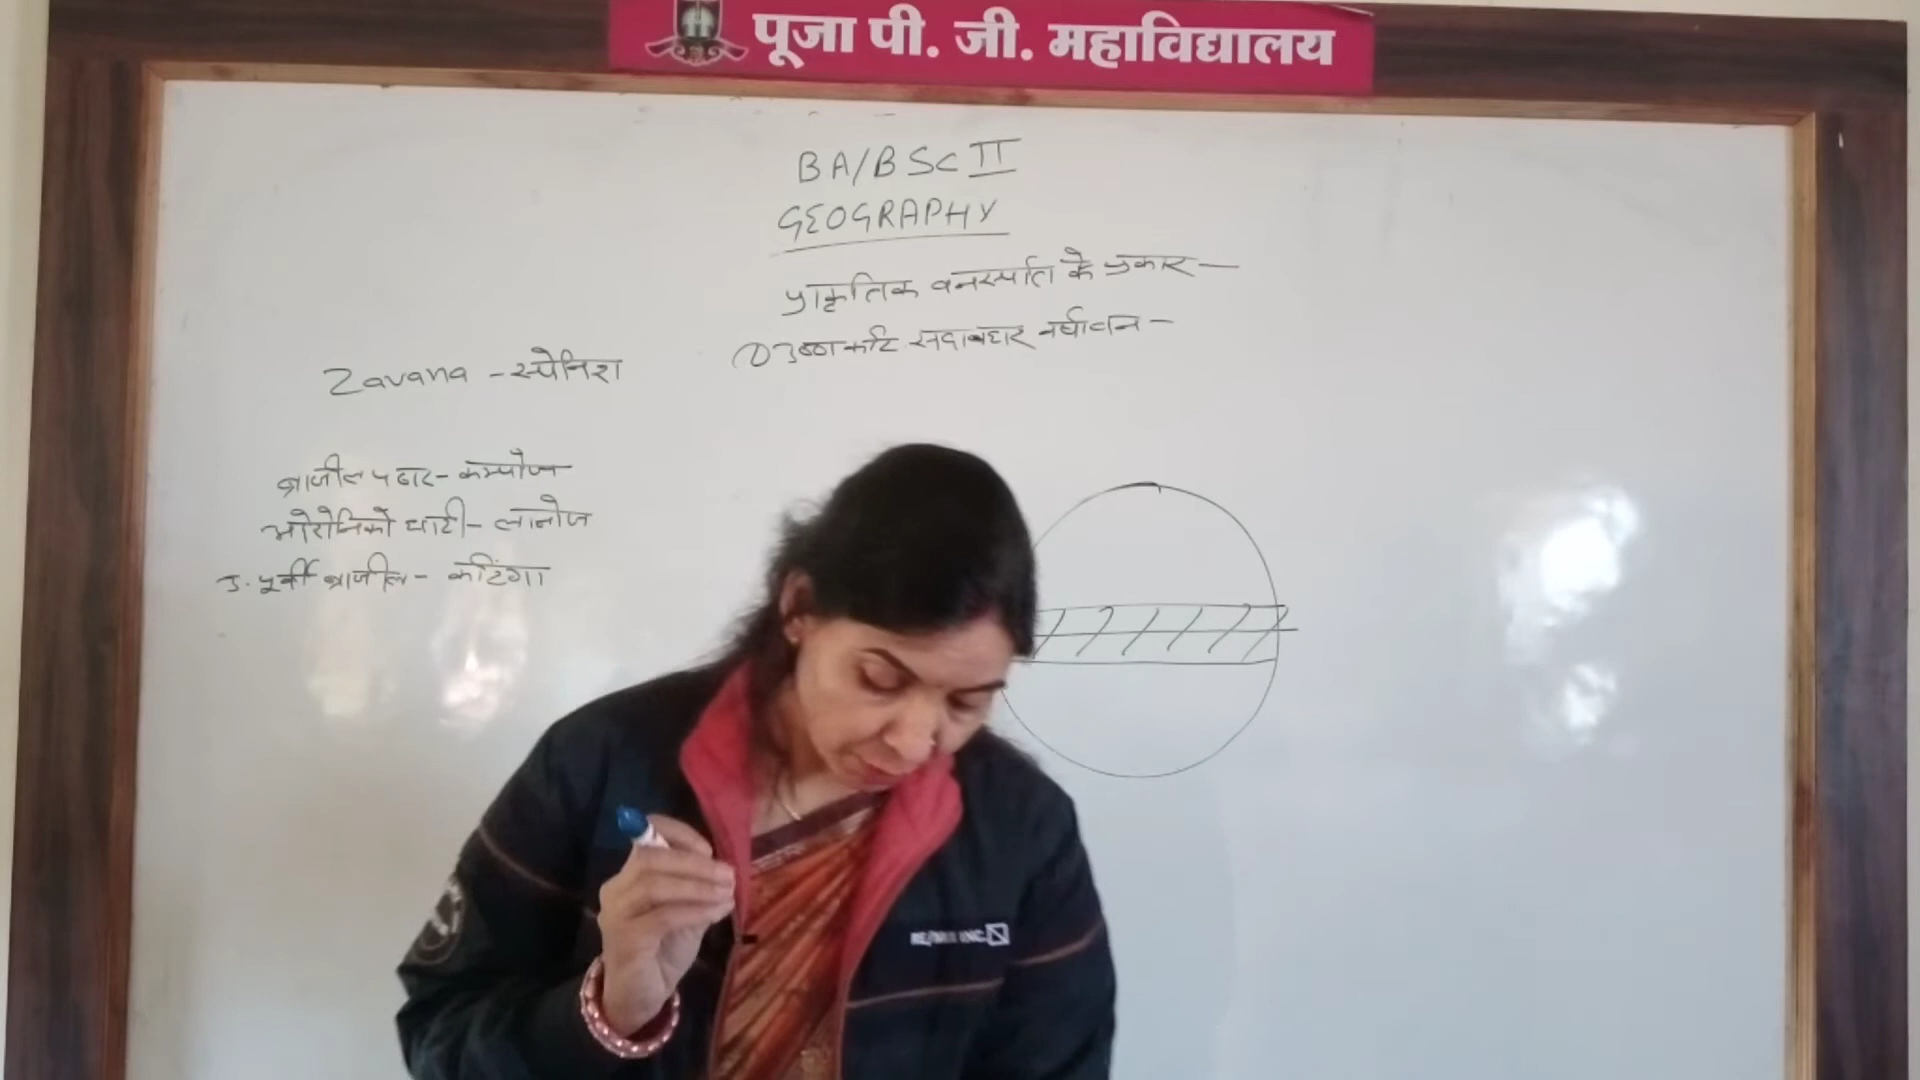 पूजा पी. जी. महाविद्यालय
BA/BSC II
GEOGRAPHY
प्राकृतिक वनस्पति के प्रकार –
① उष्ण कटि सदाबहार वर्षावन –
Zavana – स्पेनिश
ब्राजील पठार – कम्पोज
ओरोनिको घाटी – लानोज
उ. पूर्वी ब्राजील – कटिंगा